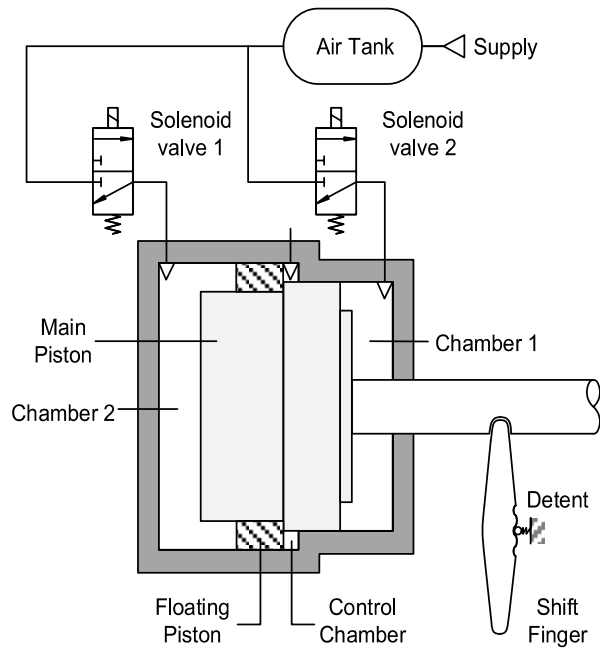 Air Tank
Supply
Solenoid
valve 1
Solenoid
valve 2
Main
Piston
Chamber 1
Chamber 2
Detent
Floating
Piston
Control
Chamber
Shift
Finger